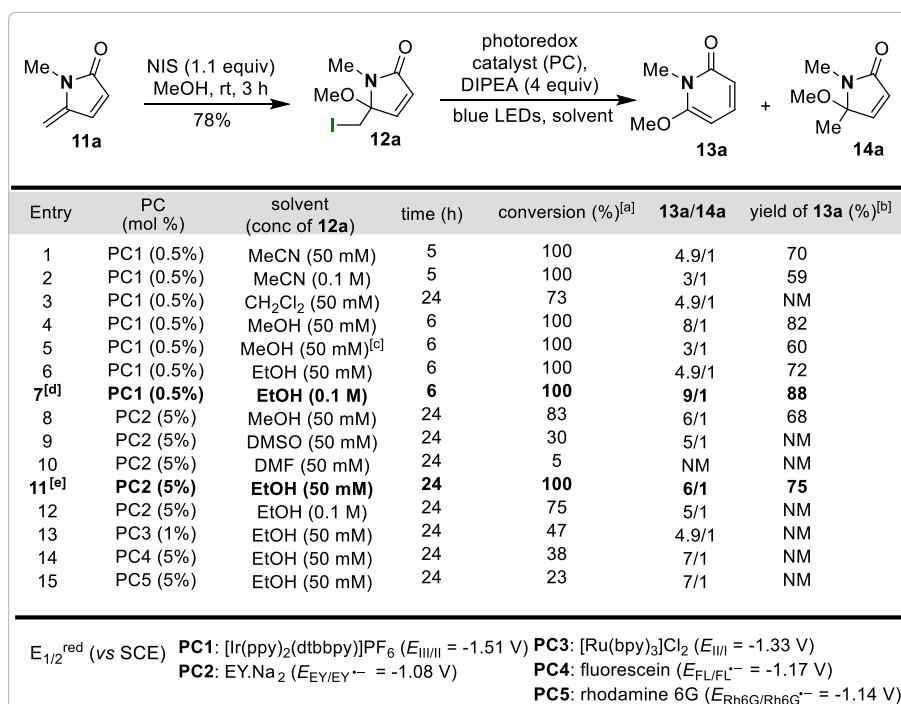 Me
N
O
11a
NIS (1.1 equiv)
MeOH, rt, 3 h
78%
Me
N
O
MeO
I
12a
photoredox
catalyst (PC),
DIPEA (4 equiv)
blue LEDs, solvent
Me
N
O
MeO
13a
+
Me
N
O
MeO
Me
14a
Entry PC (mol %) solvent (conc of 12a) time (h) conversion (%)[a] 13a/14a yield of 13a (%)[b]
1 PC1 (0.5%) MeCN (50 mM) 5 100 4.9/1 70
2 PC1 (0.5%) MeCN (0.1 M) 5 100 3/1 59
3 PC1 (0.5%) CH2Cl2 (50 mM) 24 73 4.9/1 NM
4 PC1 (0.5%) MeOH (50 mM) 6 100 8/1 82
5 PC1 (0.5%) MeOH (50 mM)[c] 6 100 3/1 60
6 PC1 (0.5%) EtOH (50 mM) 6 100 4.9/1 72
7[d] PC1 (0.5%) EtOH (0.1 M) 6 100 9/1 88
8 PC2 (5%) MeOH (50 mM) 24 83 6/1 68
9 PC2 (5%) DMSO (50 mM) 24 30 5/1 NM
10 PC2 (5%) DMF (50 mM) 24 5 NM NM
11[e] PC2 (5%) EtOH (50 mM) 24 100 6/1 75
12 PC2 (5%) EtOH (0.1 M) 24 75 5/1 NM
13 PC3 (1%) EtOH (50 mM) 24 47 4.9/1 NM
14 PC4 (5%) EtOH (50 mM) 24 38 7/1 NM
15 PC5 (5%) EtOH (50 mM) 24 23 7/1 NM
E1/2red (vs SCE) PC1: [Ir(ppy)2(dtbbpy)]PF6 (EIII/II = -1.51 V) PC3: [Ru(bpy)3]Cl2 (EII/I = -1.33 V)
PC2: EY.Na2 (EEY/EY•− = -1.08 V) PC4: fluorescein (EFL/FL•− = -1.17 V)
PC5: rhodamine 6G (ERh6G/Rh6G•− = -1.14 V)